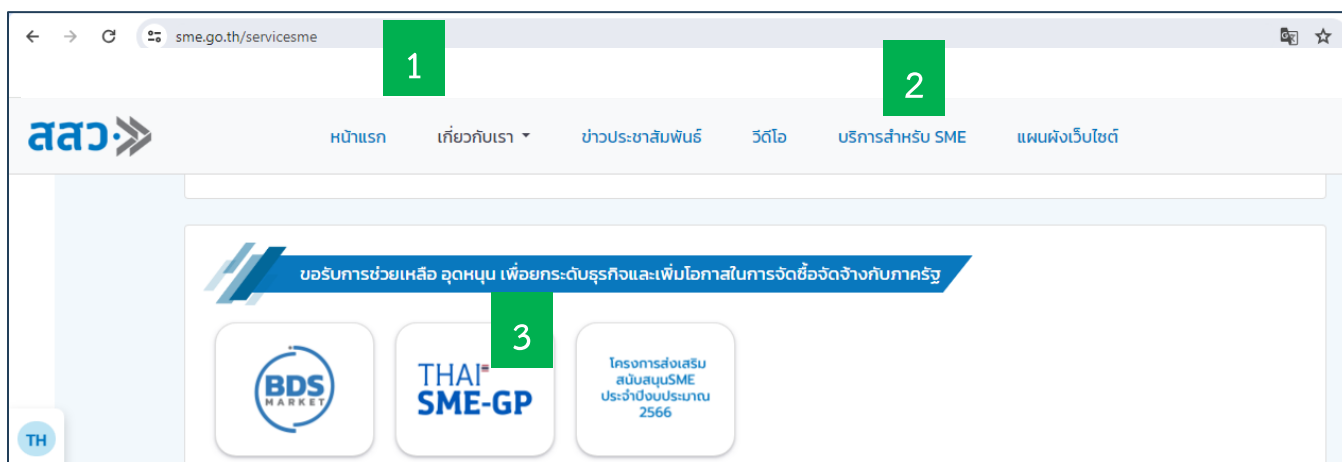 sme.go.th/servicesme
1
2
สสว.
หน้าแรก เกี่ยวกับเรา ข่าวประชาสัมพันธ์ วีดีโอ บริการสำหรับ SME แผนผังเว็บไซต์
ขอรับการช่วยเหลือ อุดหนุน เพื่อยกระดับธุรกิจและเพิ่มโอกาสในการจัดซื้อจัดจ้างกับภาครัฐ
3
BDS
MARKET
THAI
SME-GP
โครงการส่งเสริม
สนับสนุนSME
ประจำปีงบประมาณ
2566
TH